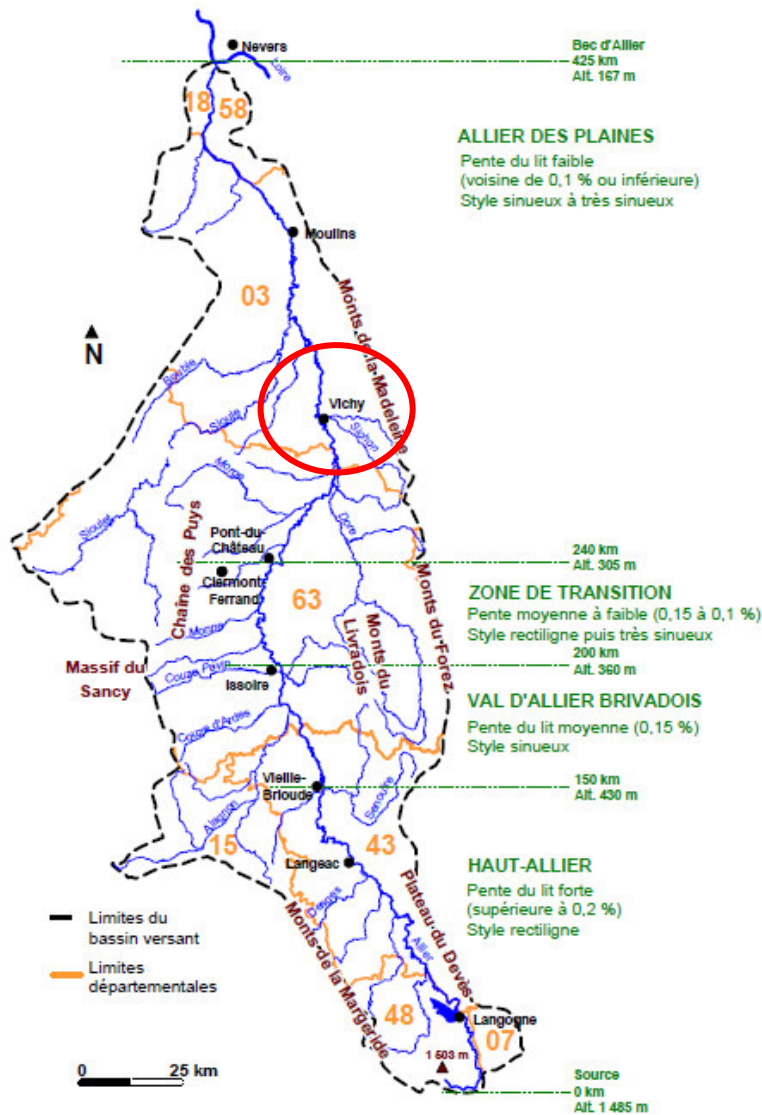 Nevers
Loire
Bec d'Allier
425 km
Alt. 167 m
18
58
ALLIER DES PLAINES
Pente du lit faible
(voisine de 0,1 % ou inférieure)
Style sinueux à très sinueux
Moulins
03
Monts de la Madeleine
N
Bouble
Sioule
Vichy
Sichon
Morge
Sioulet
Chaîne des Puys
Pont-du-
Château
Dore
Clermont-
Ferrand
240 km
Alt. 305 m
63
ZONE DE TRANSITION
Pente moyenne à faible (0,15 à 0,1 %)
Style rectiligne puis très sinueux
Monts du Forez
Monts du
Livradois
Monne
Massif du
Sancy
Couze Pavin
Issoire
200 km
Alt. 360 m
VAL D'ALLIER BRIVADOIS
Pente du lit moyenne (0,15 %)
Style sinueux
Couze d'Ardes
Vieille-
Brioude
Senouire
150 km
Alt. 430 m
Alagnon
15
43
Langeac
HAUT-ALLIER
Pente du lit forte
(supérieure à 0,2 %)
Style rectiligne
Desges
Plateau du Devès
Allier
Monts de la Margeride
Limites du
bassin versant
Limites
départementales
48
Langogne
07
1 503 m
0
25 km
Source
0 km
Alt. 1 485 m